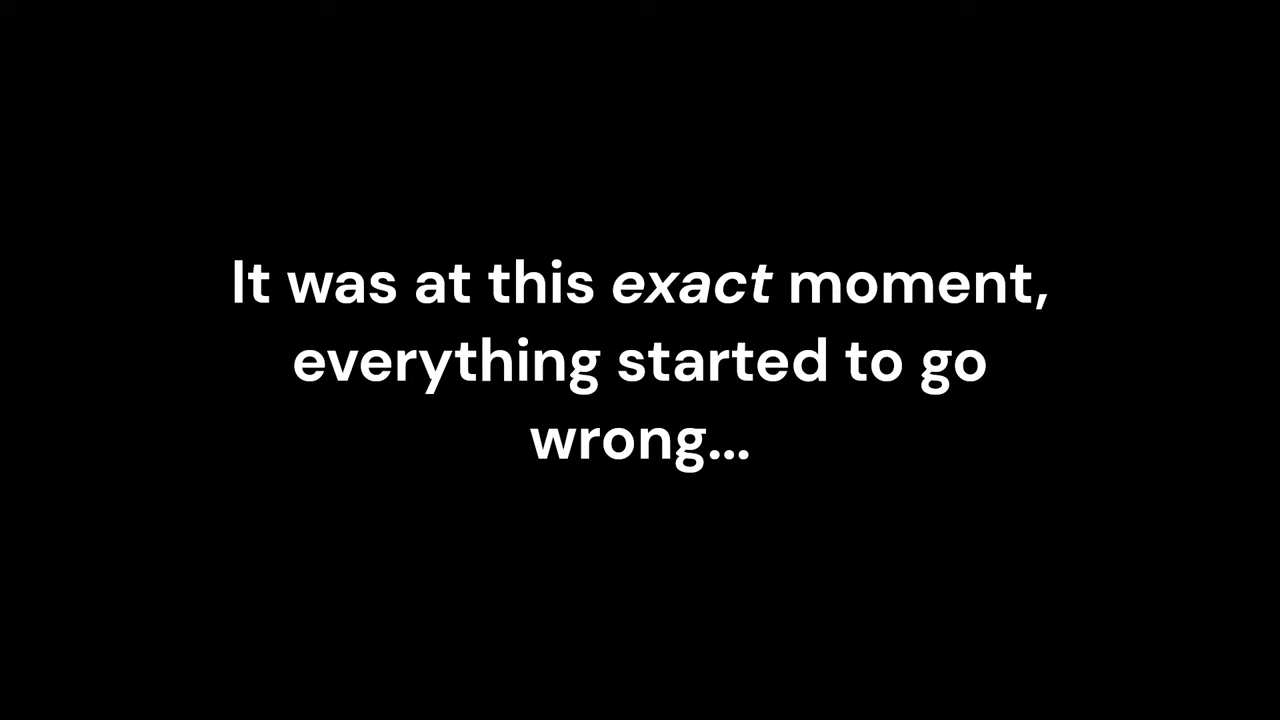 It was at this exact moment,
everything started to go
wrong...